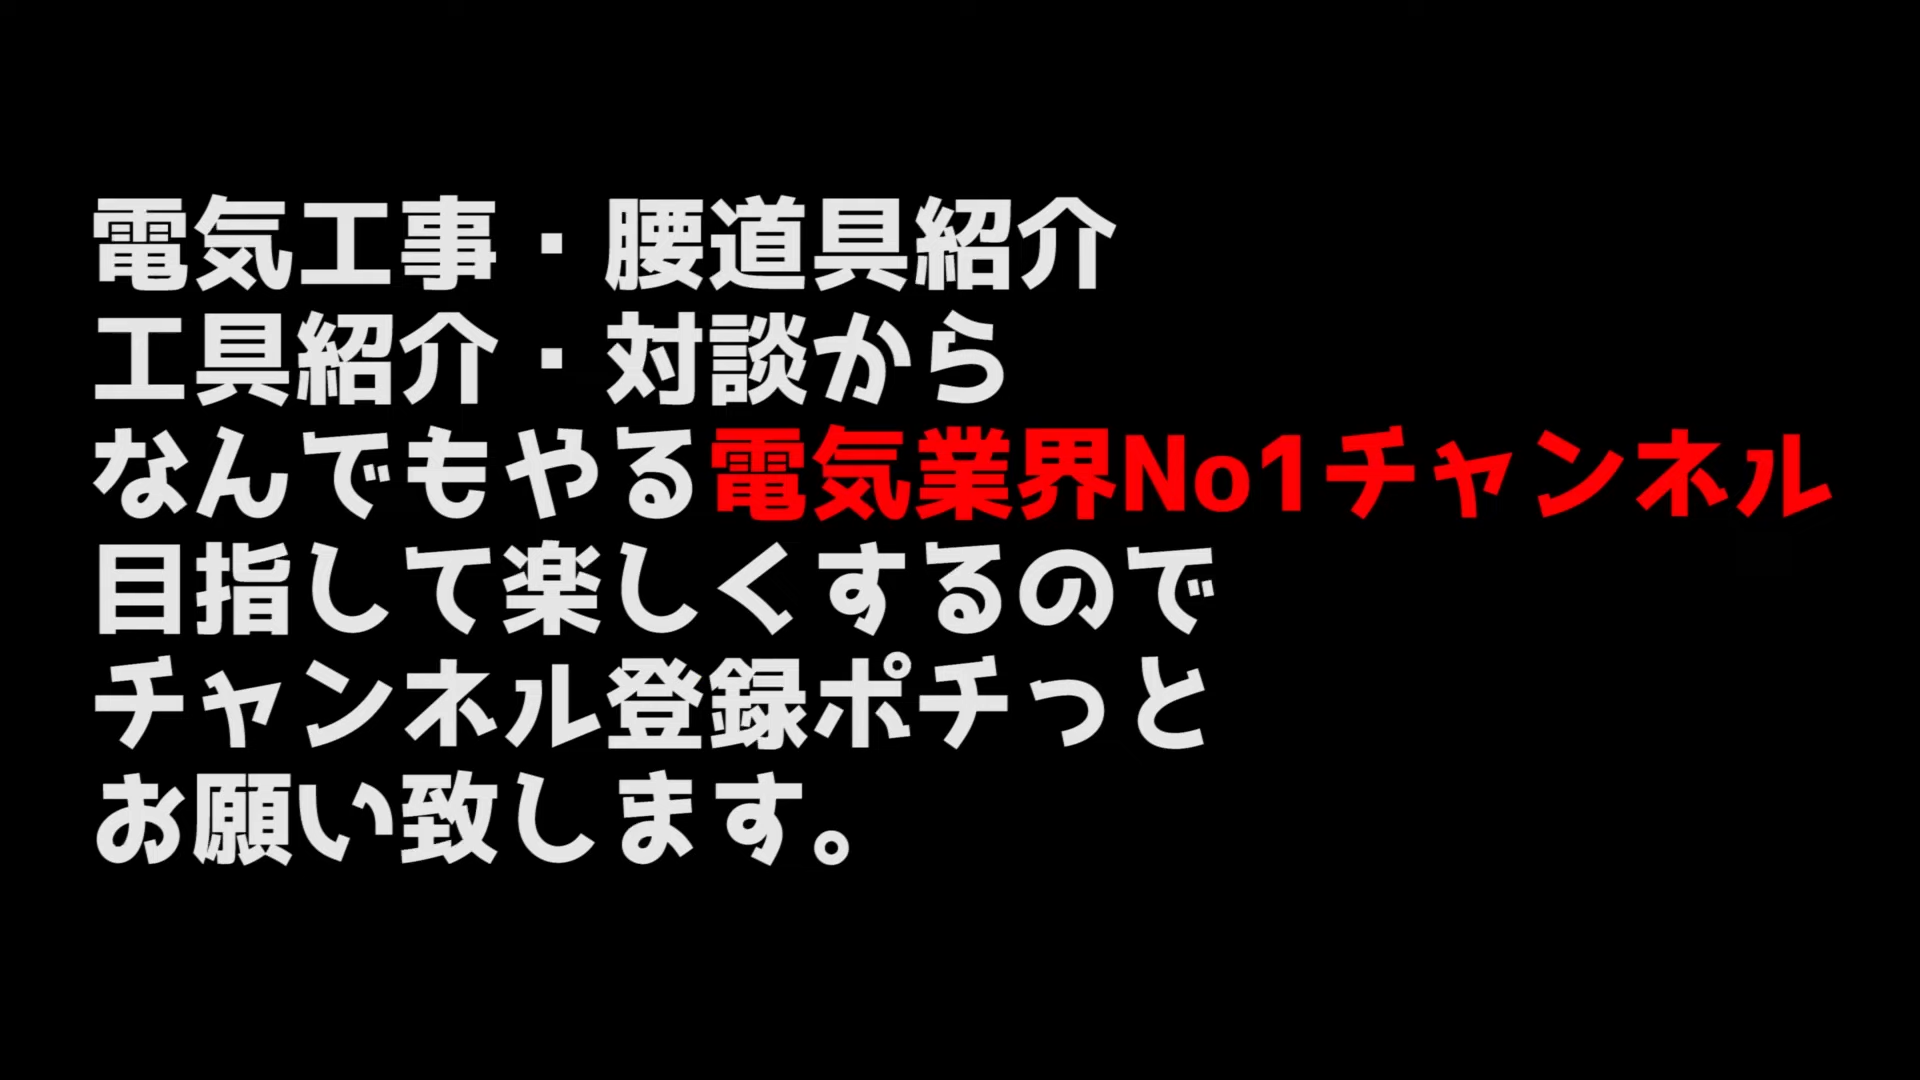 電気工事・腰道具紹介
工具紹介・対談から
なんでもやる電気業界No1チャンネル
目指して楽しくするので
チャンネル登録ポチっと
お願い致します。